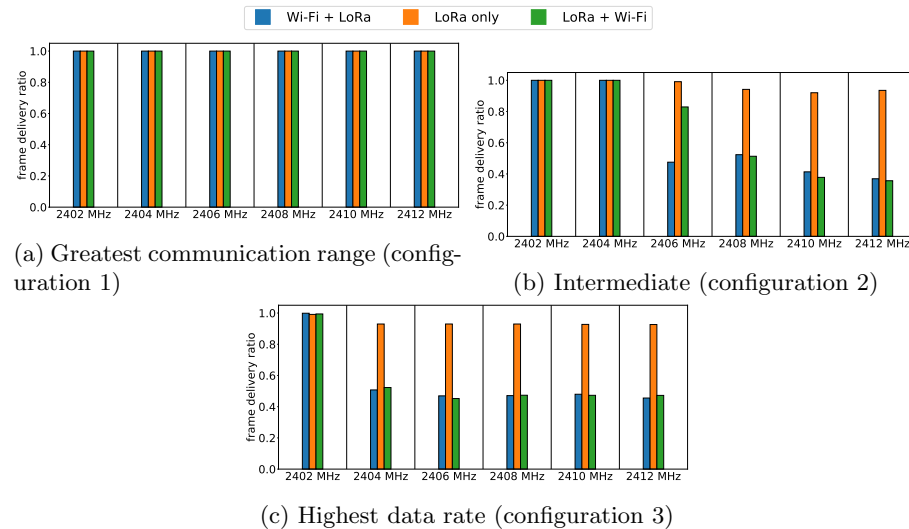 Wi-Fi + LoRa LoRa only LoRa + Wi-Fi
frame delivery ratio
1.0
0.8
0.6
0.4
0.2
0.0
2402 MHz 2404 MHz 2406 MHz 2408 MHz 2410 MHz 2412 MHz
(a) Greatest communication range (config-
uration 1)
frame delivery ratio
1.0
0.8
0.6
0.4
0.2
0.0
2402 MHz 2404 MHz 2406 MHz 2408 MHz 2410 MHz 2412 MHz
(b) Intermediate (configuration 2)
frame delivery ratio
1.0
0.8
0.6
0.4
0.2
0.0
2402 MHz 2404 MHz 2406 MHz 2408 MHz 2410 MHz 2412 MHz
(c) Highest data rate (configuration 3)